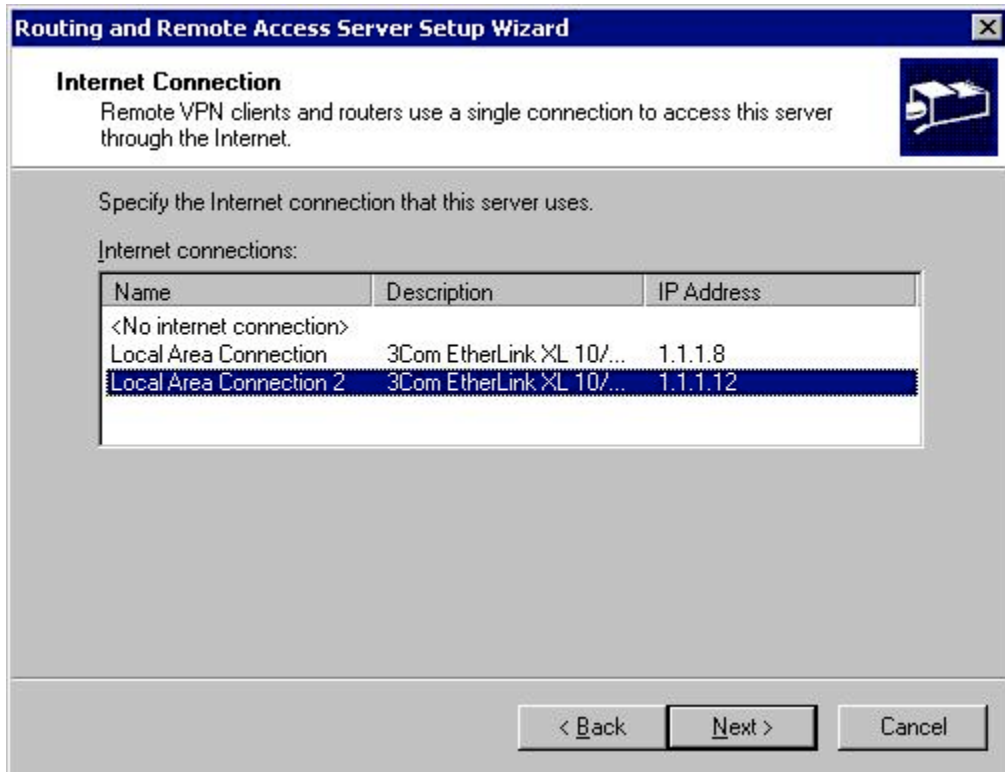 Routing and Remote Access Server Setup Wizard
Internet Connection
Remote VPN clients and routers use a single connection to access this server
through the Internet.
Specify the Internet connection that this server uses.
Internet connections:
Name Description IP Address
<No internet connection>
Local Area Connection 3Com EtherLink XL 10/... 1.1.1.8
Local Area Connection 2 3Com EtherLink XL 10/... 1.1.1.12
< Back Next > Cancel